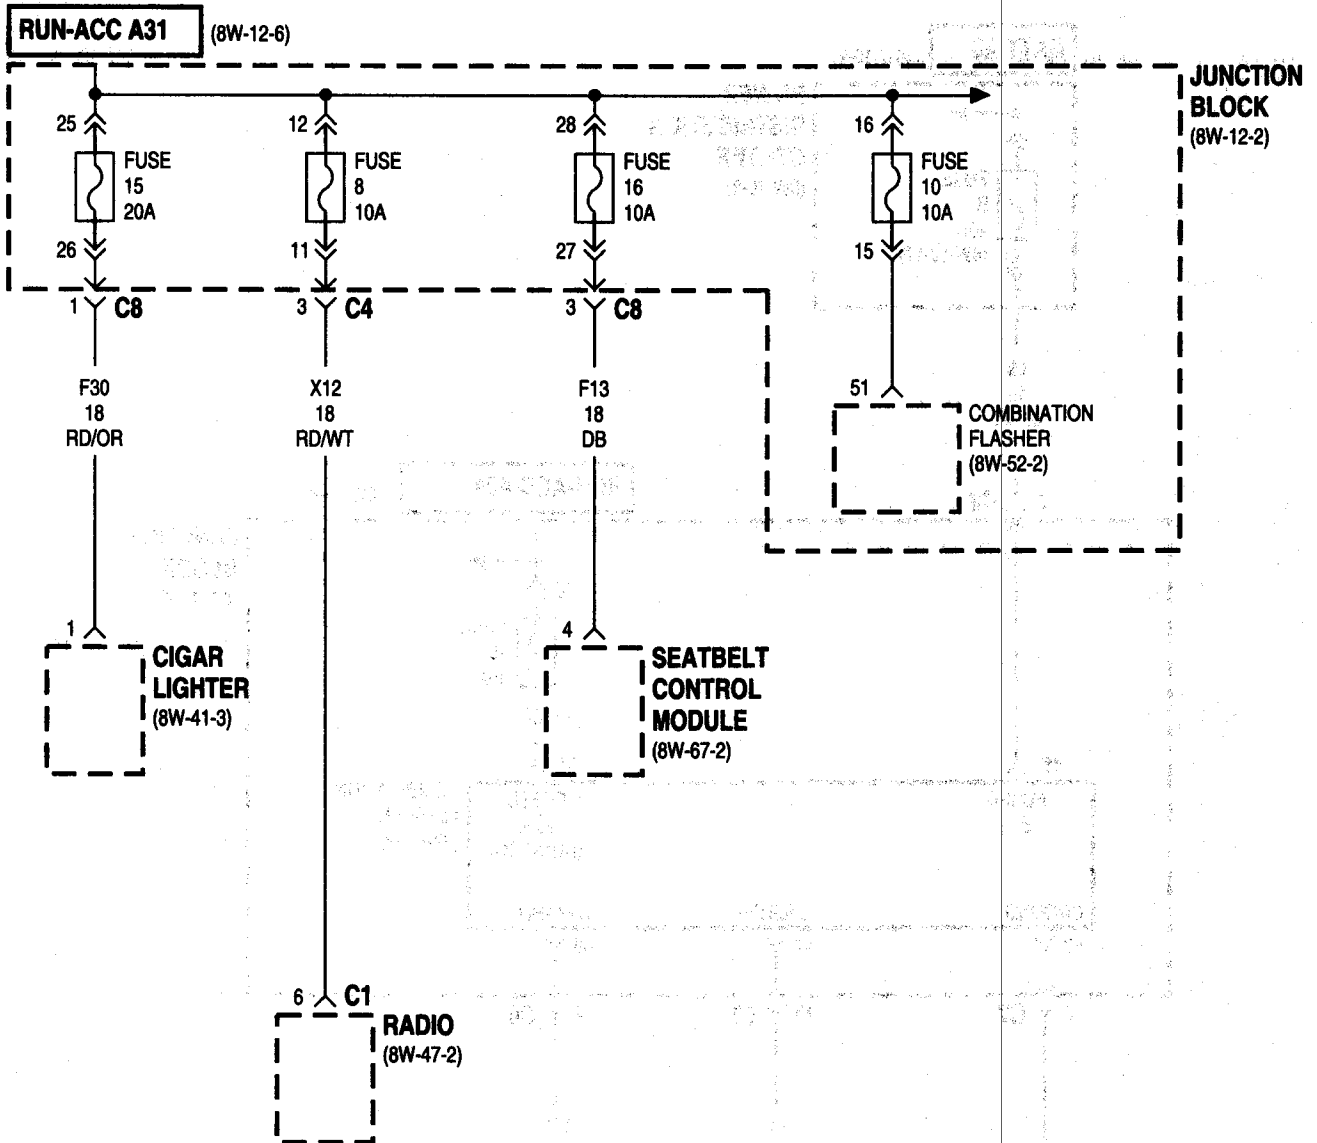 RUN-ACC A31 (8W-12-6)
JUNCTION
BLOCK
(8W-12-2)
25
12
28
16
FUSE
15
20A
FUSE
8
10A
FUSE
16
10A
FUSE
10
10A
26
11
27
15
1 C8
3 C4
3 C8
F30
18
RD/OR
X12
18
RD/WT
F13
18
DB
51
COMBINATION
FLASHER
(8W-52-2)
1
CIGAR
LIGHTER
(8W-41-3)
4
SEATBELT
CONTROL
MODULE
(8W-67-2)
6 C1
RADIO
(8W-47-2)